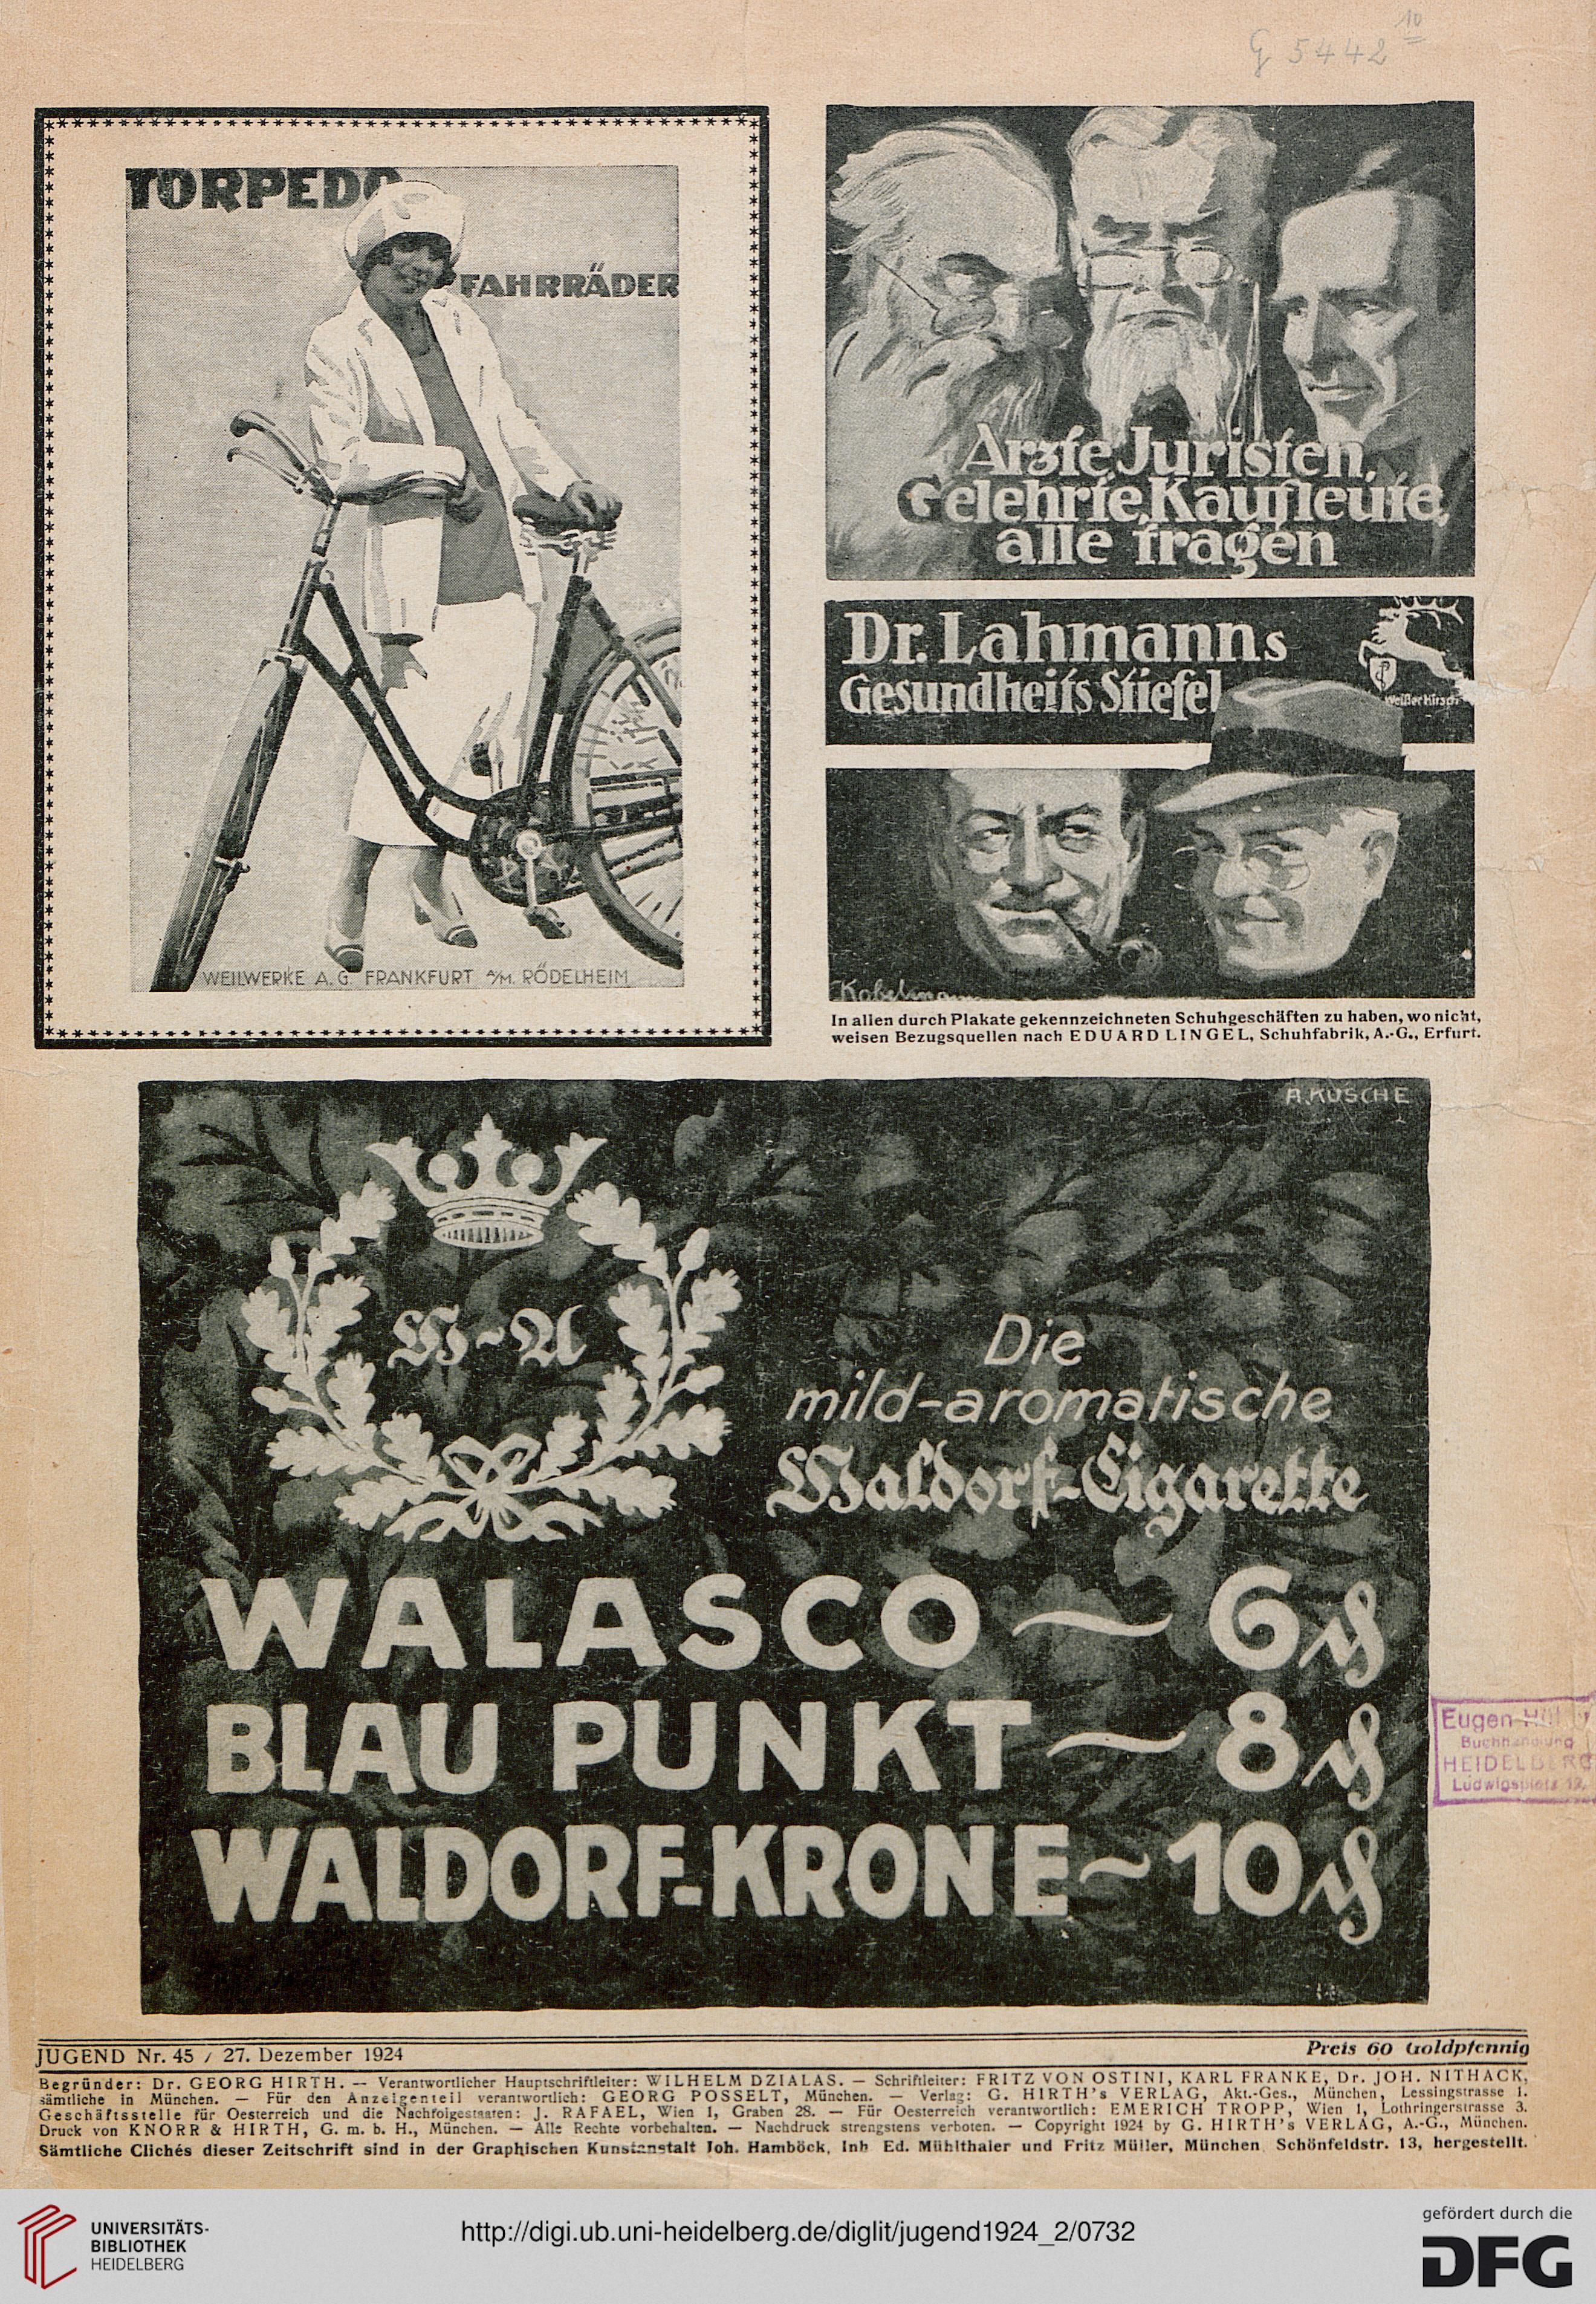 G 5442 10
TORPEDO
FAHRRÄDER
WEILWERKE A.G. FRANKFURT A/M. RÖDELHEIM
Ärzte, Juristen,
Gelehrte, Kaufleute,
alle tragen
Dr. Lahmanns
Gesundheits Stiefel
Weißer Hirsch
In allen durch Plakate gekennzeichneten Schuhgeschäften zu haben, wo nicht,
weisen Bezugsquellen nach EDUARD LINGEL, Schuhfabrik, A.-G., Erfurt.
A. KUSCHE
W~A
Die
mild-aromatische
Waldorf-Cigarette
WALASCO ~ 6 ₰
BLAU PUNKT ~ 8 ₰
WALDORF-KRONE ~ 10 ₰
Eugen
Buchhandlung
HEIDELBERG
Ludwigsplatz 12.
JUGEND Nr. 45 / 27. Dezember 1924
Preis 60 Goldpfennig
Begründer: Dr. GEORG HIRTH. — Verantwortlicher Hauptschriftleiter: WILHELM DZIALAS. — Schriftleiter: FRITZ VON OSTINI, KARL FRANKE, Dr. JOH. NITHACK,
sämtliche in München. — Für den Anzeigenteil verantwortlich: GEORG POSSELT, München. — Verlag: G. HIRTH's VERLAG, Akt.-Ges., München, Lessingstrasse 1.
Geschäftsstelle für Oesterreich und die Nachfolgestaaten: J. RAFAEL, Wien I, Graben 28. — Für Oesterreich verantwortlich: EMERICH TROPP, Wien I, Lothringerstrasse 3.
Druck von KNORR & HIRTH, G. m. b. H., München. — Alle Rechte vorbehalten. — Nachdruck strengstens verboten. — Copyright 1924 by G. HIRTH's VERLAG, A.-G., München.
Sämtliche Clichés dieser Zeitschrift sind in der Graphischen Kunstanstalt Joh. Hamböck, Inh. Ed. Mühlthaler und Fritz Müller, München Schönfeldstr. 13, hergestellt.
UNIVERSITÄTS-
BIBLIOTHEK
HEIDELBERG
http://digi.ub.uni-heidelberg.de/diglit/jugend1924_2/0732
gefördert durch die
DFG